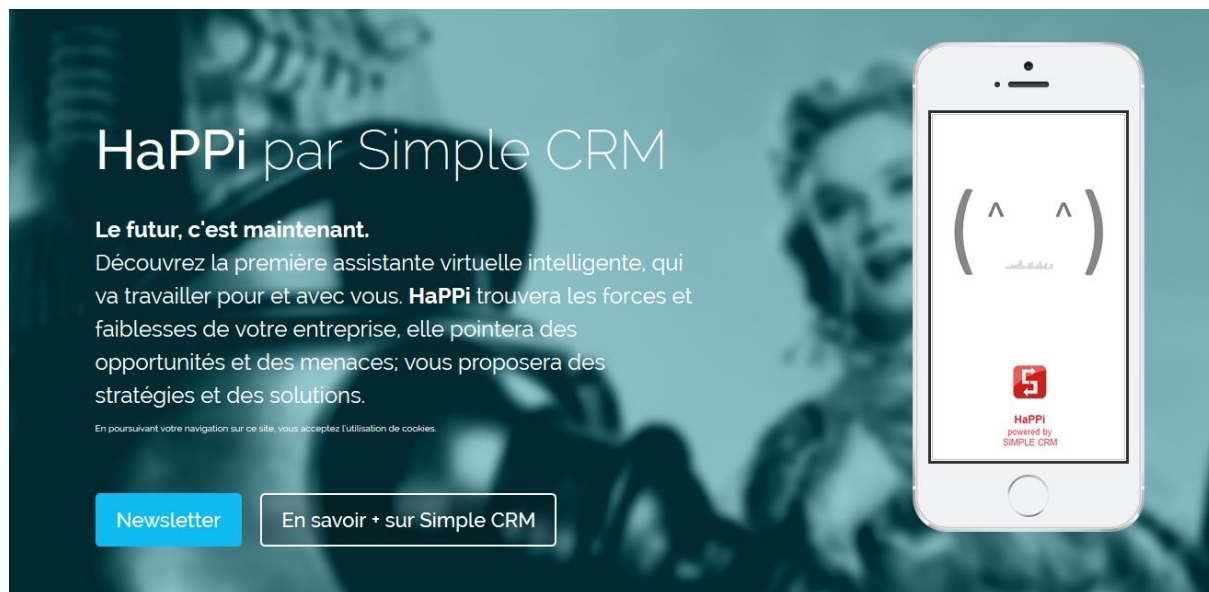 HaPPi par Simple CRM
Le futur, c'est maintenant.
Découvrez la première assistante virtuelle intelligente, qui
va travailler pour et avec vous. HaPPi trouvera les forces et
faiblesses de votre entreprise, elle pointera des
opportunités et des menaces; vous proposera des
stratégies et des solutions.
En poursuivant votre navigation sur ce site, vous acceptez l'utilisation de cookies.
Newsletter
En savoir + sur Simple CRM
(^ ^)
HaPPi
powered by
SIMPLE CRM